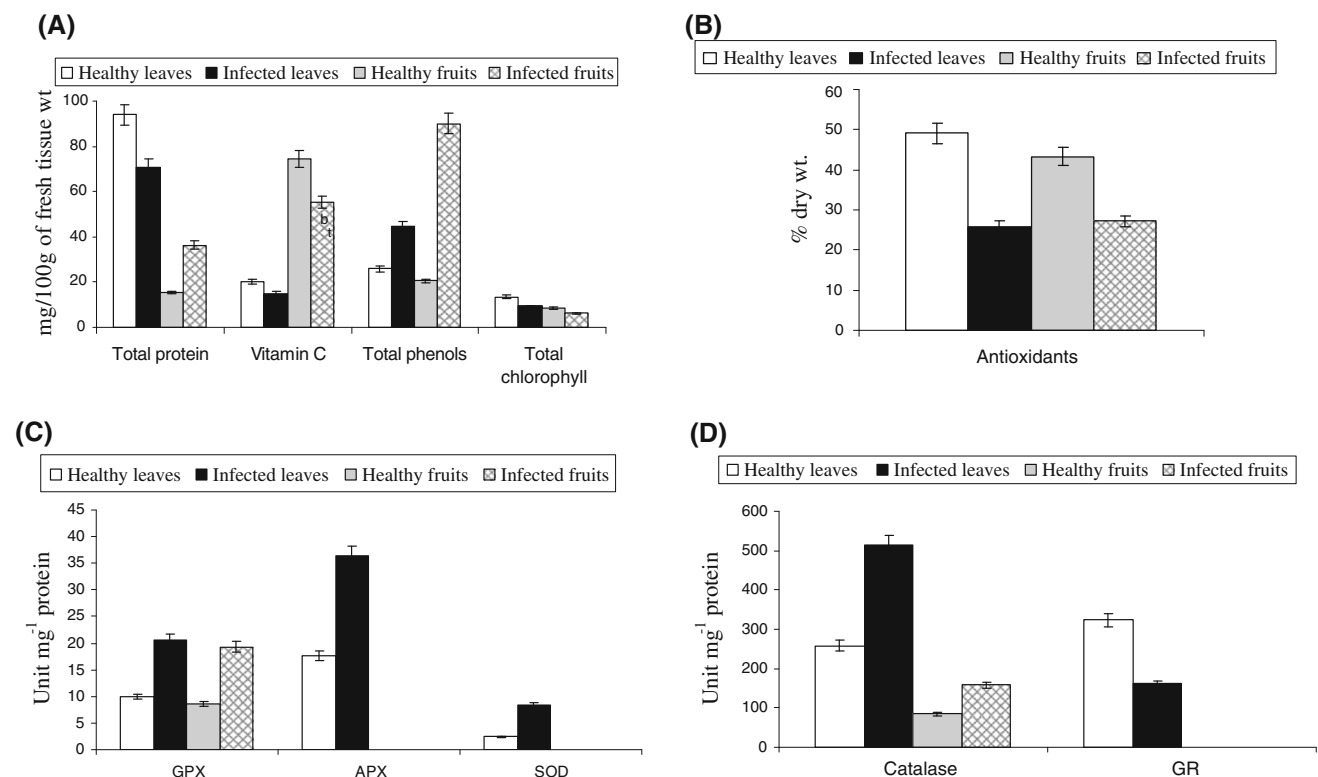 (A)
Healthy leaves Infected leaves Healthy fruits Infected fruits
mg/100g of fresh tissue wt
100
80
60
40
20
0
b
t
Total protein Vitamin C Total phenols Total chlorophyll
(B)
Healthy leaves Infected leaves Healthy fruits Infected fruits
% dry wt.
60
50
40
30
20
10
0
Antioxidants
(C)
Healthy leaves Infected leaves Healthy fruits Infected fruits
Unit mg⁻¹ protein
45
40
35
30
25
20
15
10
5
0
GPX APX SOD
(D)
Healthy leaves Infected leaves Healthy fruits Infected fruits
Unit mg⁻¹ protein
600
500
400
300
200
100
0
Catalase GR